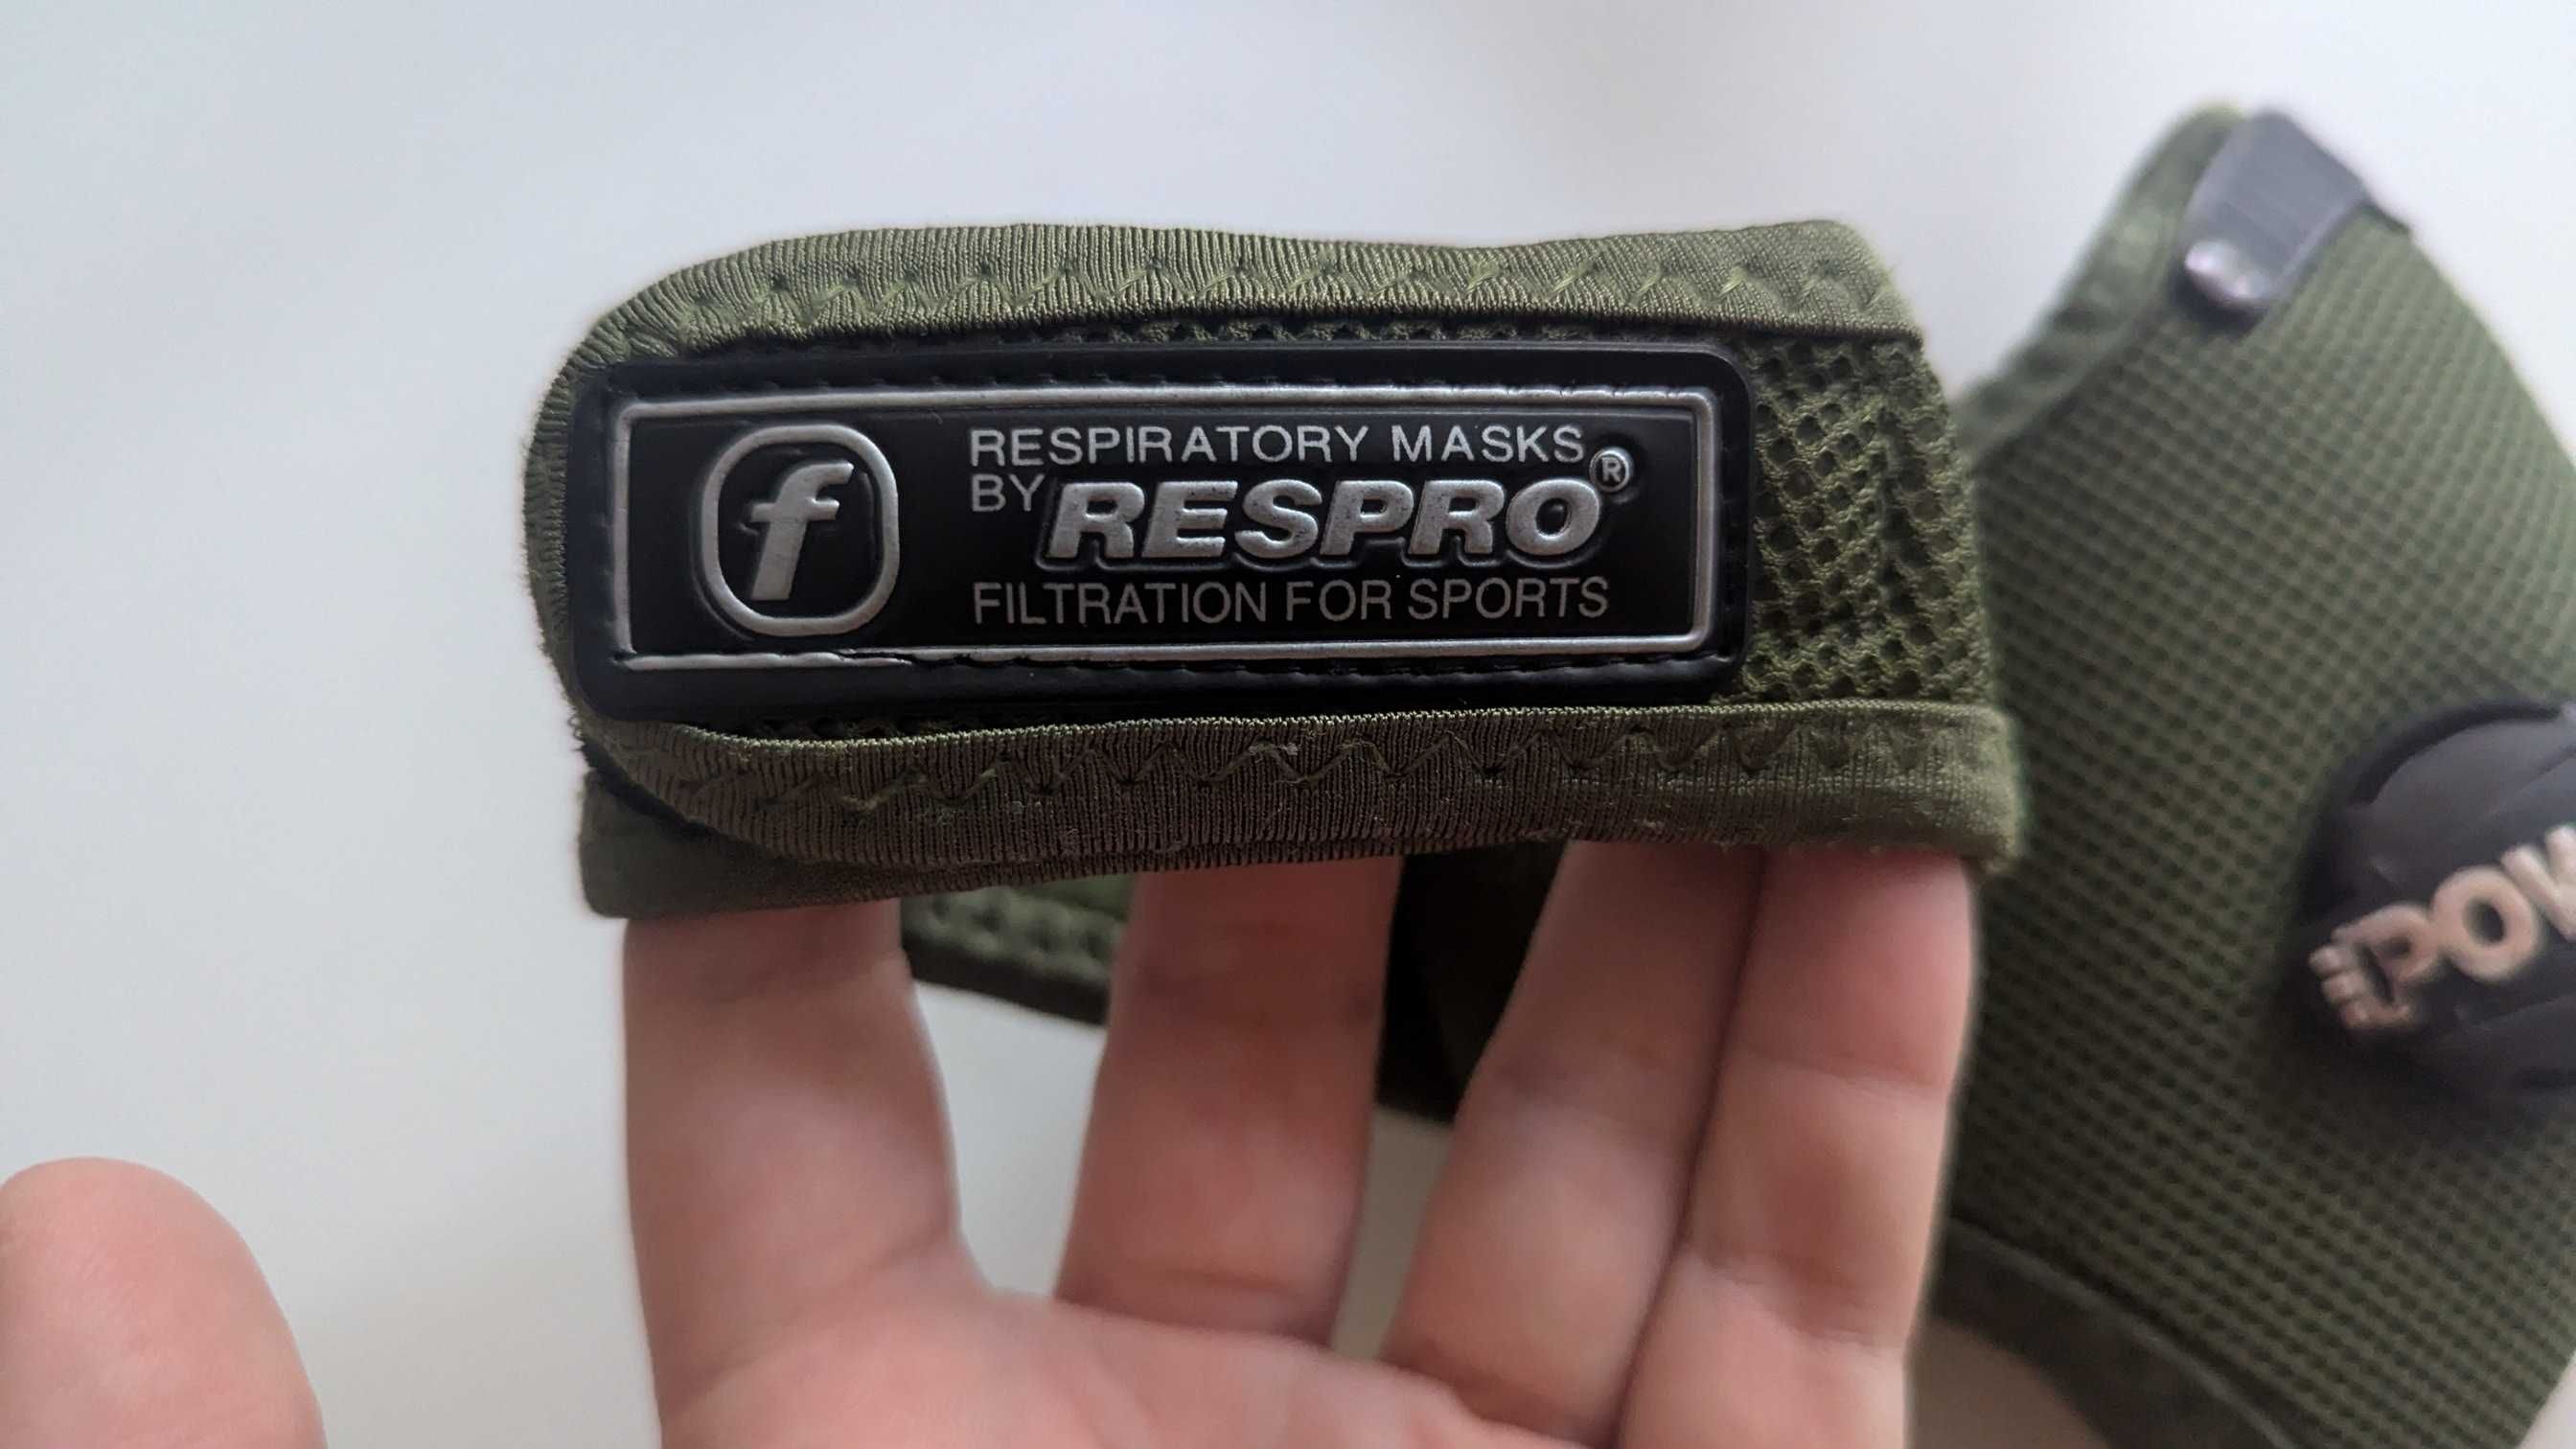 f
RESPIRATORY MASKS
BY RESPRO®
FILTRATION FOR SPORTS